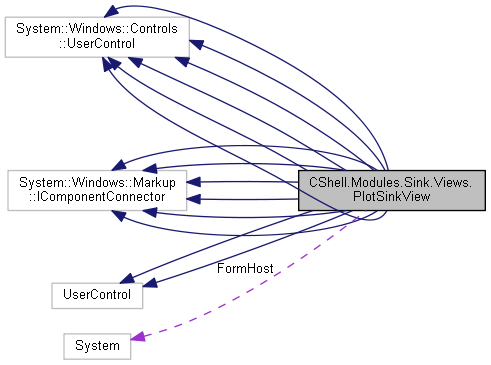 System::Windows::Controls
::UserControl
System::Windows::Markup
::IComponentConnector
CShell.Modules.Sink.Views.
PlotSinkView
UserControl
FormHost
System